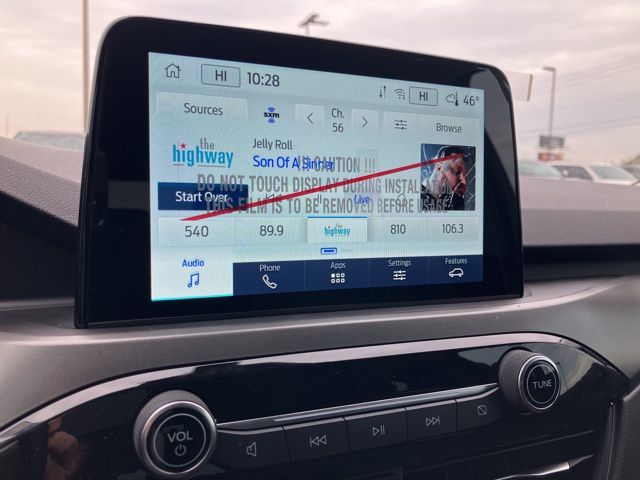 HI 10:28 HI 46°
Sources sxm Ch. 56 Browse
the highway
Jelly Roll
Son Of A Sinner
!!! CAUTION !!!
DO NOT TOUCH DISPLAY DURING INSTALLATION
THIS FILM IS TO BE REMOVED BEFORE USAGE
Start Over Live
540 89.9 the highway 810 106.3
Audio Phone Apps Settings Features
VOL TUNE